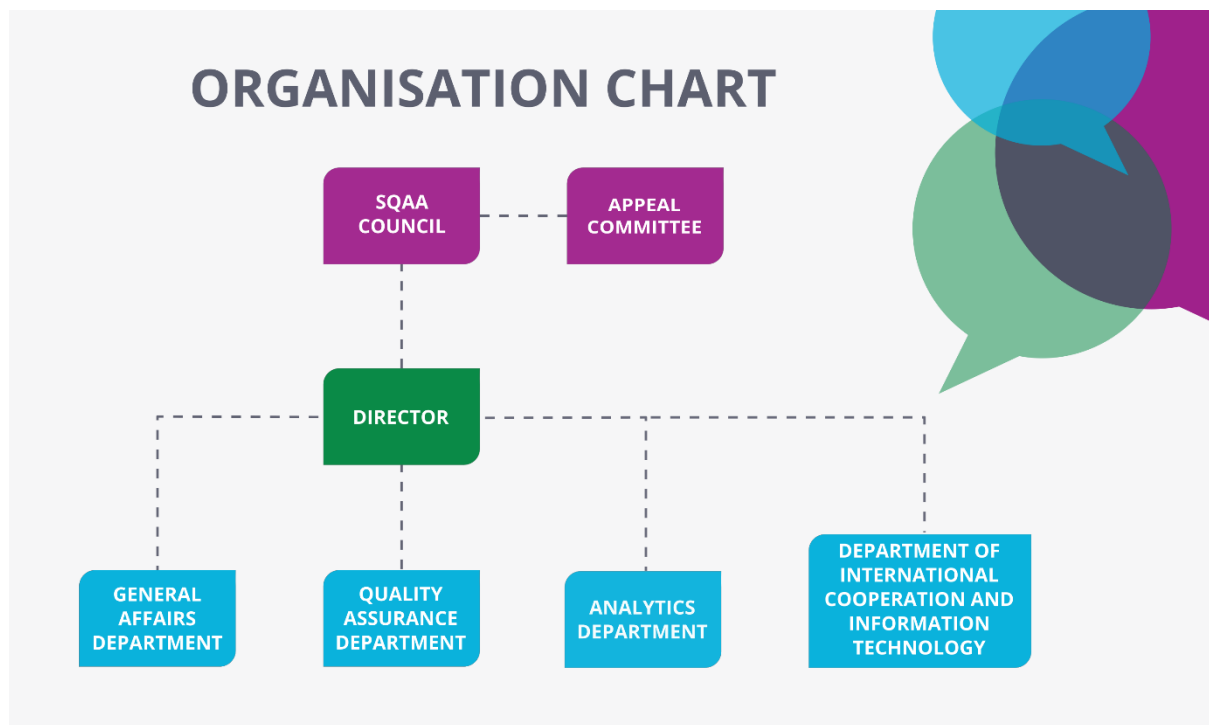 ORGANISATION CHART
SQAA
COUNCIL
APPEAL
COMMITTEE
DIRECTOR
GENERAL
AFFAIRS
DEPARTMENT
QUALITY
ASSURANCE
DEPARTMENT
ANALYTICS
DEPARTMENT
DEPARTMENT OF
INTERNATIONAL
COOPERATION AND
INFORMATION
TECHNOLOGY